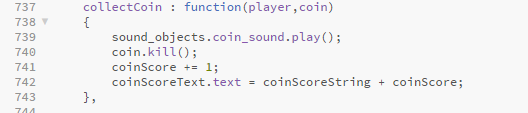 737 collectCoin : function(player,coin)
738 {
739 sound_objects.coin_sound.play();
740 coin.kill();
741 coinScore += 1;
742 coinScoreText.text = coinScoreString + coinScore;
743 },
744